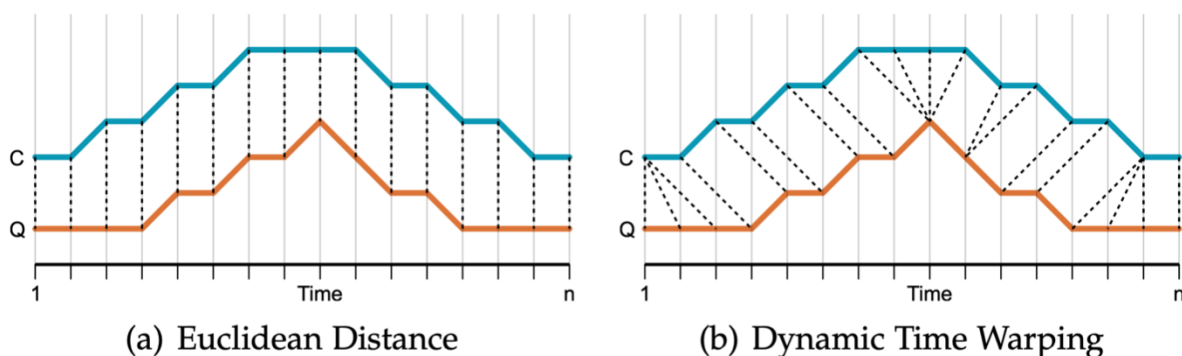 C
Q
1 Time n
(a) Euclidean Distance
C
Q
1 Time n
(b) Dynamic Time Warping